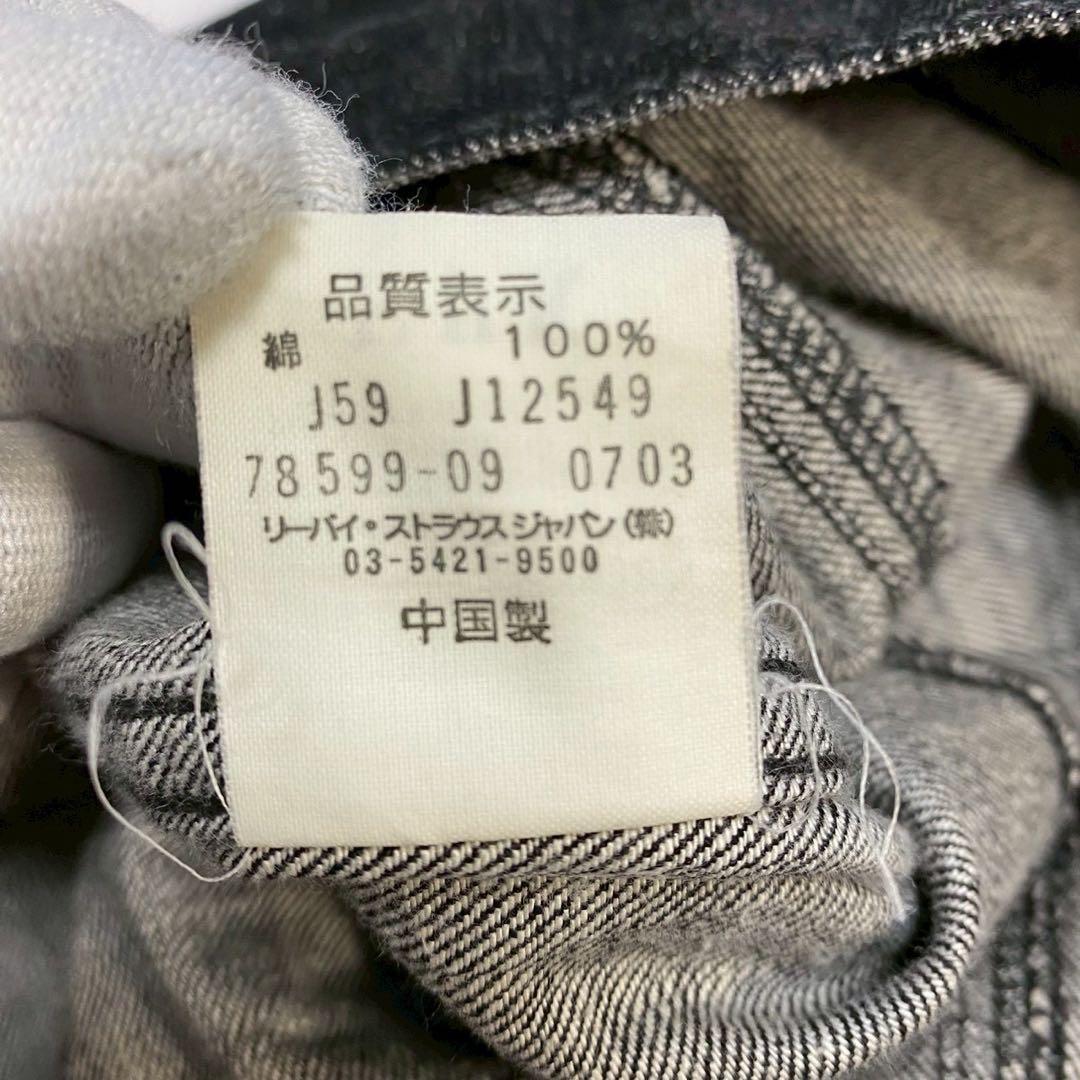 品質表示
綿 100%
J59 J12549
78599-09 0703
リーバイ・ストラウスジャパン(株)
03-5421-9500
中国製